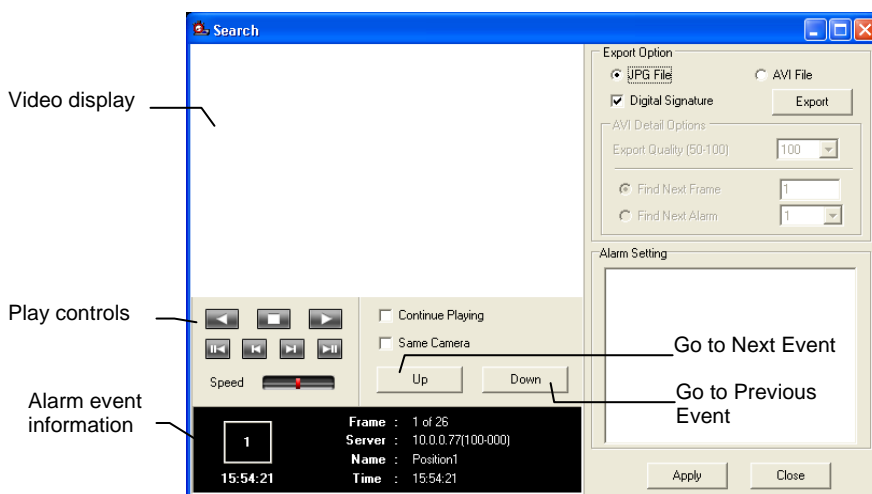 Search
Video display
Play controls
Alarm event
information
Export Option
JPG File
AVI File
Digital Signature
Export
AVI Detail Options
Export Quality (50-100)
100
Find Next Frame
1
Find Next Alarm
1
Alarm Setting
Continue Playing
Same Camera
Up
Down
Speed
Go to Next Event
Go to Previous
Event
1
15:54:21
Frame : 1 of 26
Server : 10.0.0.77(100-000)
Name : Position1
Time : 15:54:21
Apply
Close